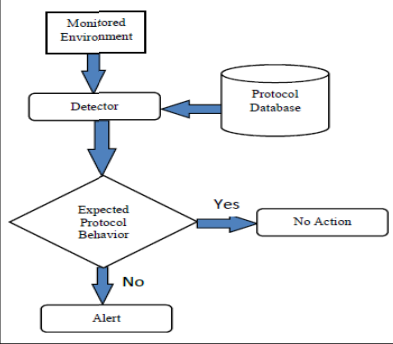 Monitored
Environment
Detector
Protocol
Database
Expected
Protocol
Behavior
Yes
No Action
No
Alert